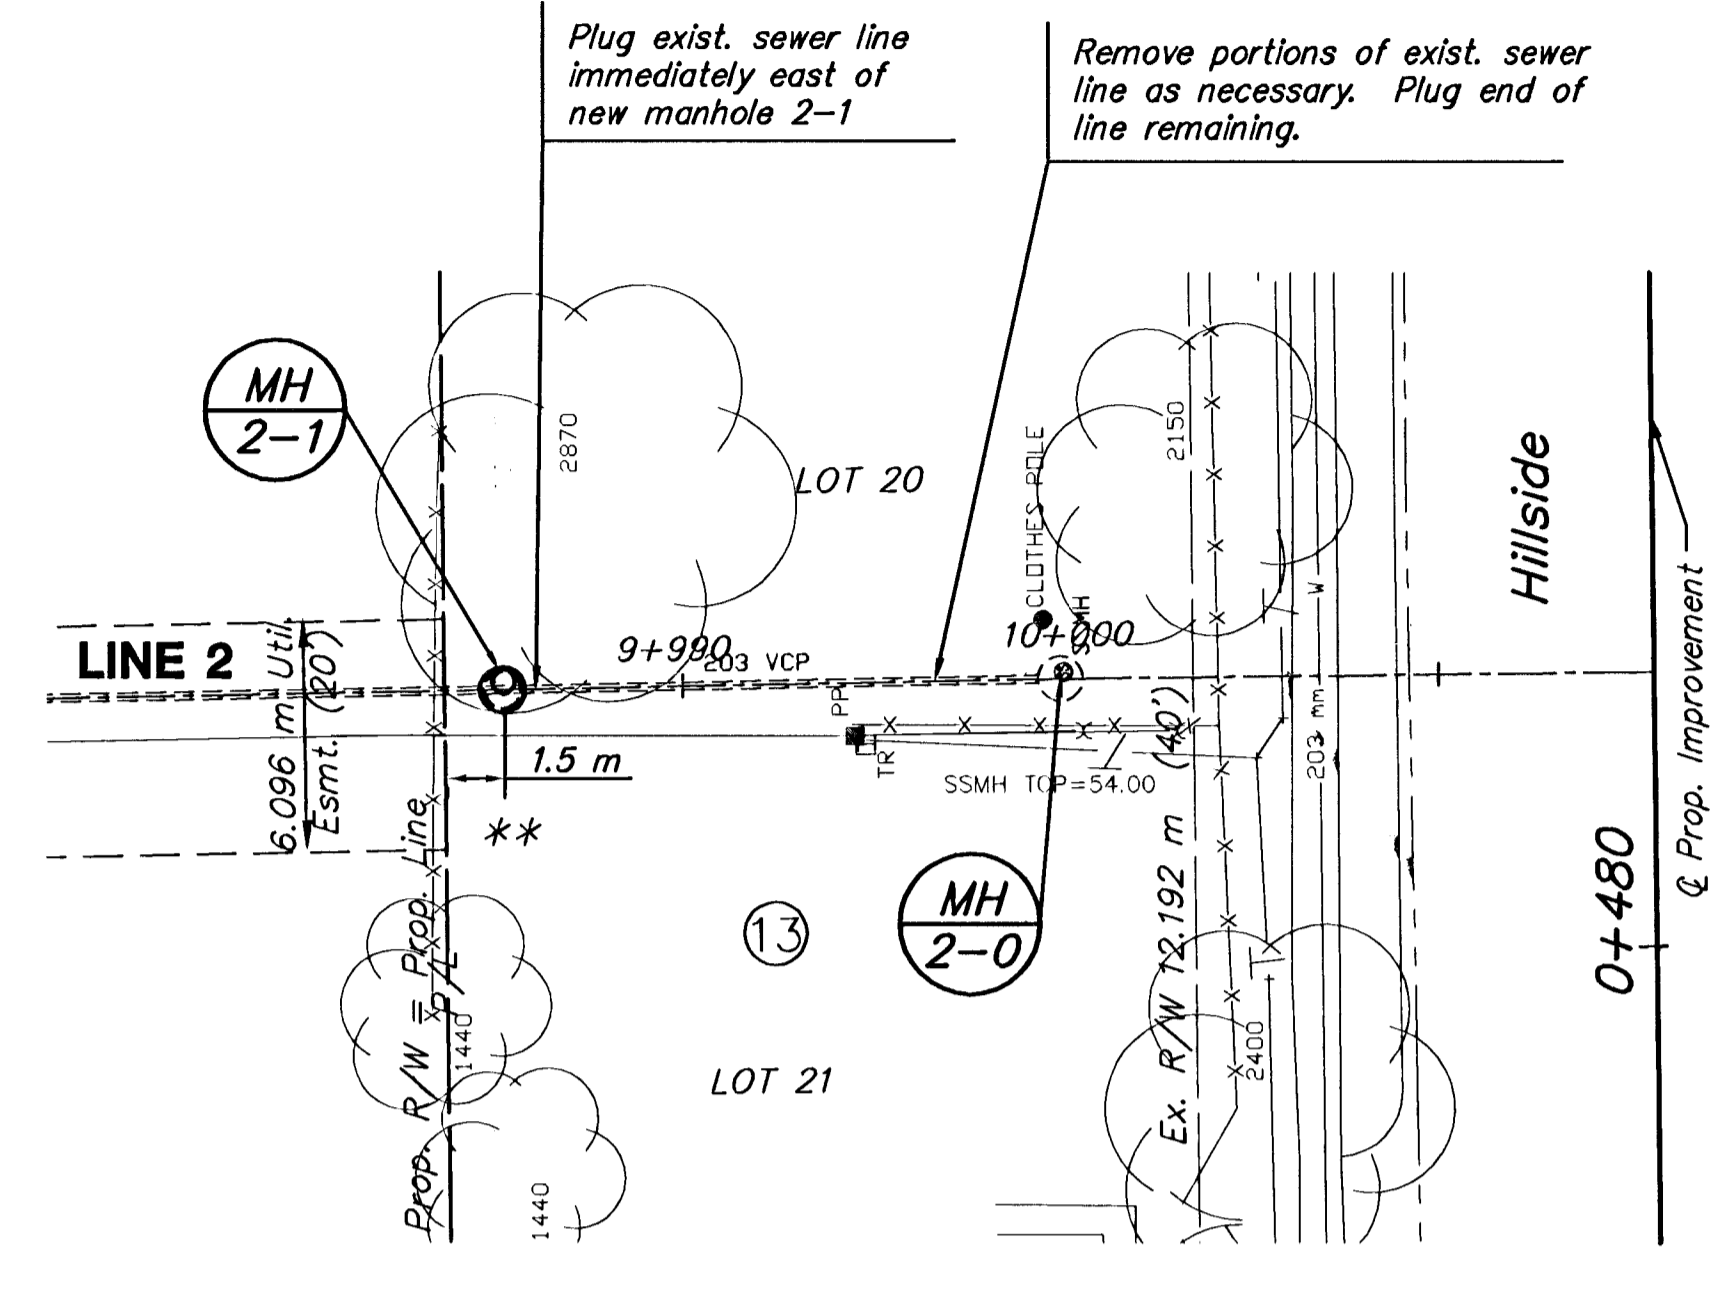 Plug exist. sewer line
immediately east of
new manhole 2-1
Remove portions of exist. sewer
line as necessary. Plug end of
line remaining.
MH
2-1
2870
LOT 20
CLOTHES POLE
2150
Hillside
LINE 2
6.096 m Util.
Esmt. (20')
9+990
203 VCP
10+000
W
203 mm
℄ Prop. Improvement
PP
TR
1.5 m
**
SSMH TOP=54.00
MH
2-0
13
Ex. R/W 12.192 m (40')
0+480
Prop. R/W = Prop. Line
P/L
1440
2400
LOT 21
1440